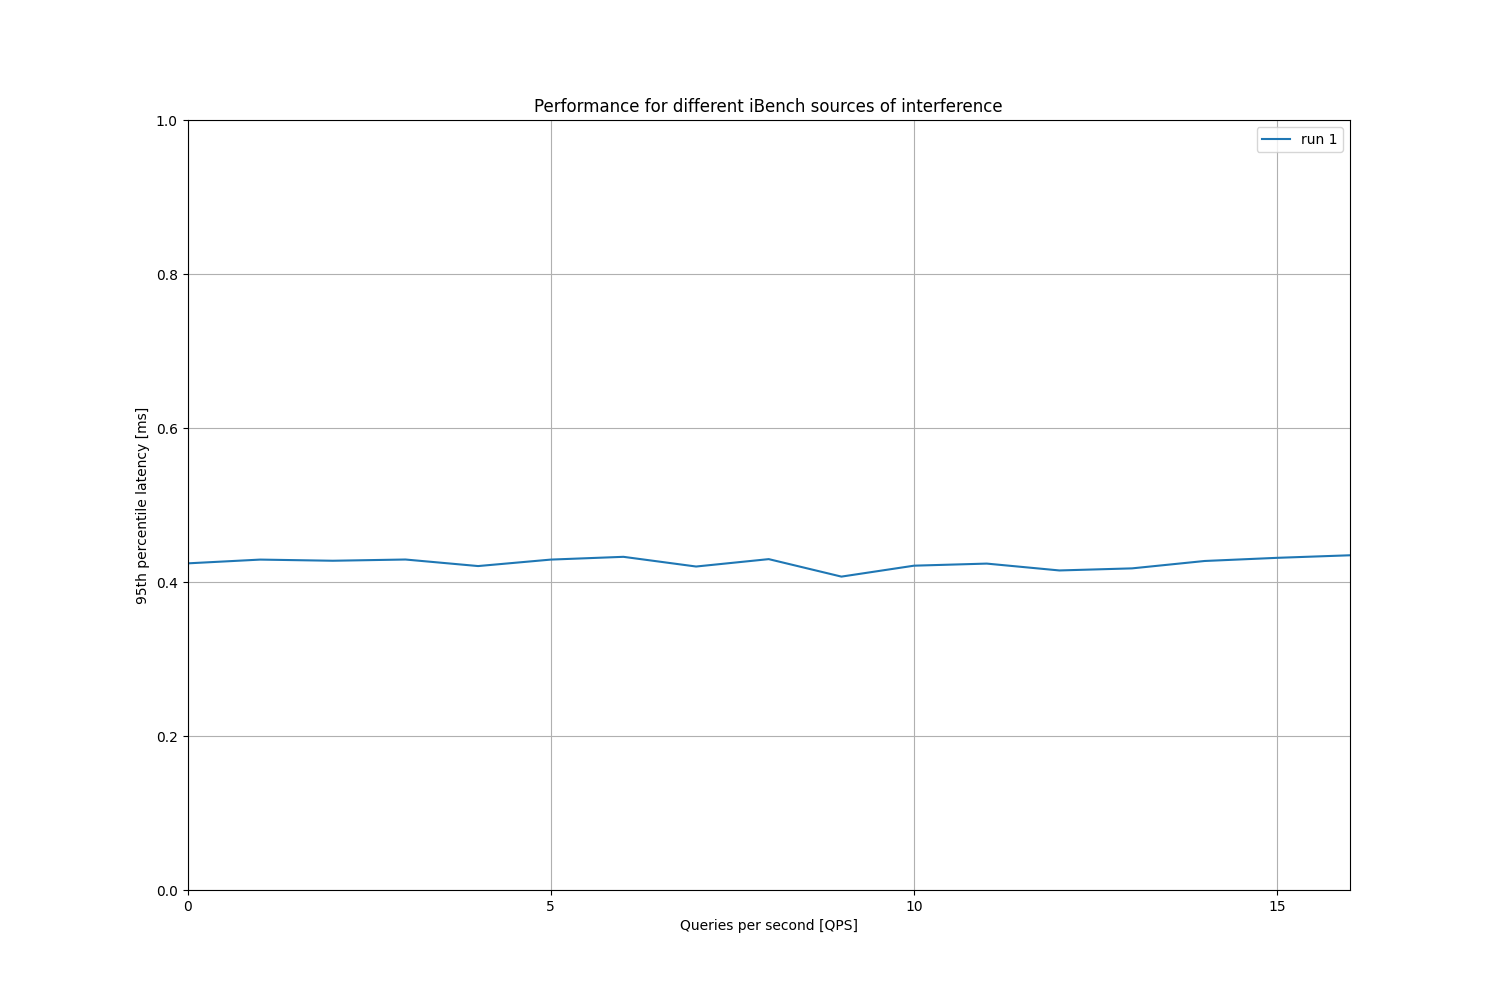 Performance for different iBench sources of interference
run 1
95th percentile latency [ms]
1.0
0.8
0.6
0.4
0.2
0.0
0 5 10 15
Queries per second [QPS]